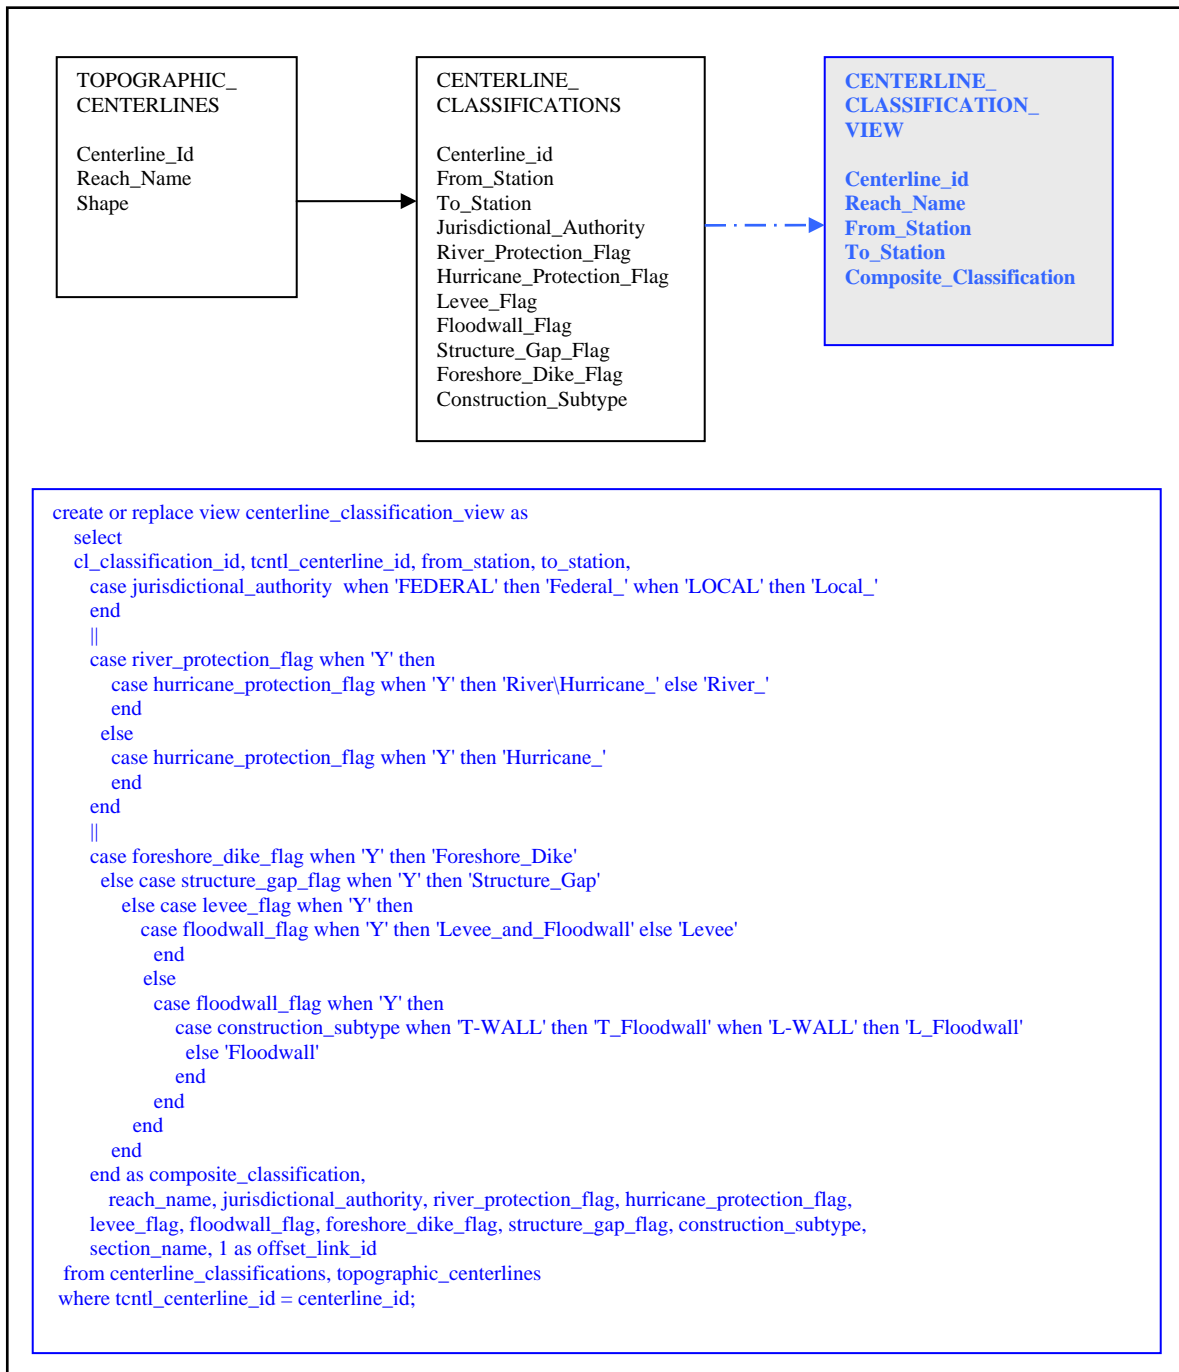 TOPOGRAPHIC_
CENTERLINES
Centerline_Id
Reach_Name
Shape
CENTERLINE_
CLASSIFICATIONS
Centerline_id
From_Station
To_Station
Jurisdictional_Authority
River_Protection_Flag
Hurricane_Protection_Flag
Levee_Flag
Floodwall_Flag
Structure_Gap_Flag
Foreshore_Dike_Flag
Construction_Subtype
CENTERLINE_
CLASSIFICATION_
VIEW
Centerline_id
Reach_Name
From_Station
To_Station
Composite_Classification
create or replace view centerline_classification_view as
select
cl_classification_id, tcntl_centerline_id, from_station, to_station,
case jurisdictional_authority  when 'FEDERAL' then 'Federal_' when 'LOCAL' then 'Local_'
end
||
case river_protection_flag when 'Y' then
case hurricane_protection_flag when 'Y' then 'River\Hurricane_' else 'River_'
end
else
case hurricane_protection_flag when 'Y' then 'Hurricane_'
end
end
||
case foreshore_dike_flag when 'Y' then 'Foreshore_Dike'
else case structure_gap_flag when 'Y' then 'Structure_Gap'
else case levee_flag when 'Y' then
case floodwall_flag when 'Y' then 'Levee_and_Floodwall' else 'Levee'
end
else
case floodwall_flag when 'Y' then
case construction_subtype when 'T-WALL' then 'T_Floodwall' when 'L-WALL' then 'L_Floodwall'
else 'Floodwall'
end
end
end
end
end as composite_classification,
reach_name, jurisdictional_authority, river_protection_flag, hurricane_protection_flag,
levee_flag, floodwall_flag, foreshore_dike_flag, structure_gap_flag, construction_subtype,
section_name, 1 as offset_link_id
from centerline_classifications, topographic_centerlines
where tcntl_centerline_id = centerline_id;